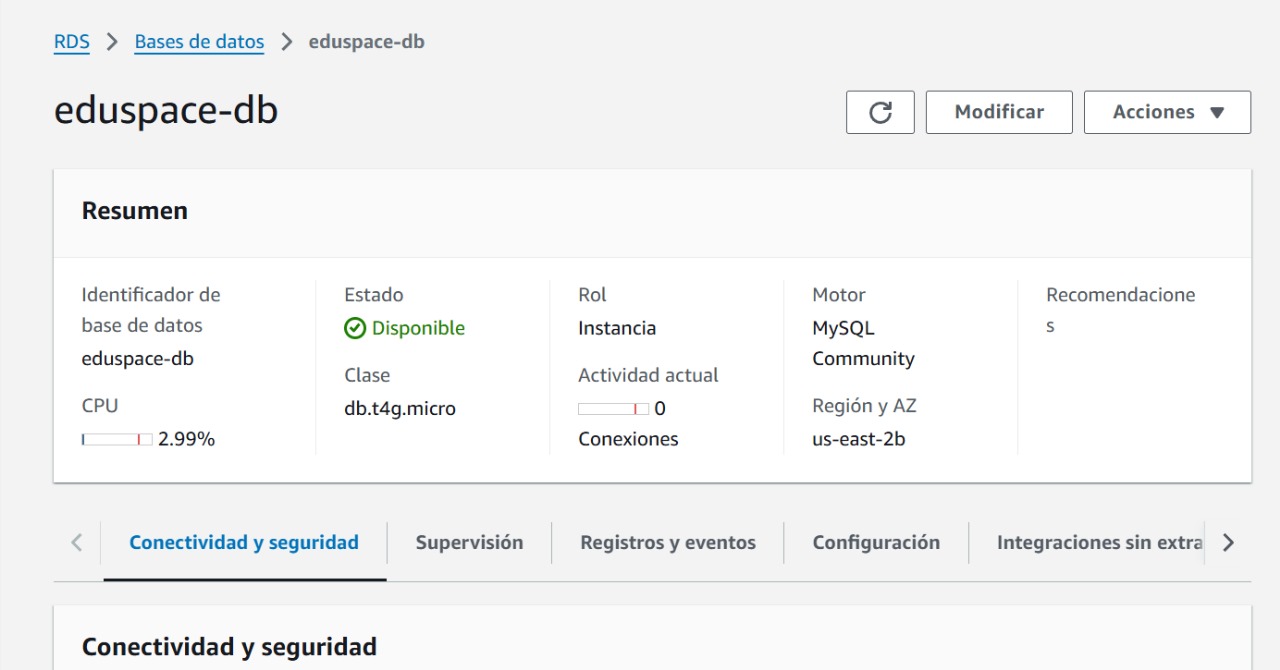 RDS > Bases de datos > eduspace-db
eduspace-db
Modificar
Acciones
Resumen
Identificador de
base de datos
eduspace-db
CPU
2.99%
Estado
Disponible
Clase
db.t4g.micro
Rol
Instancia
Actividad actual
0
Conexiones
Motor
MySQL
Community
Región y AZ
us-east-2b
Recomendacione
s
Conectividad y seguridad
Supervisión
Registros y eventos
Configuración
Integraciones sin extra
Conectividad y seguridad